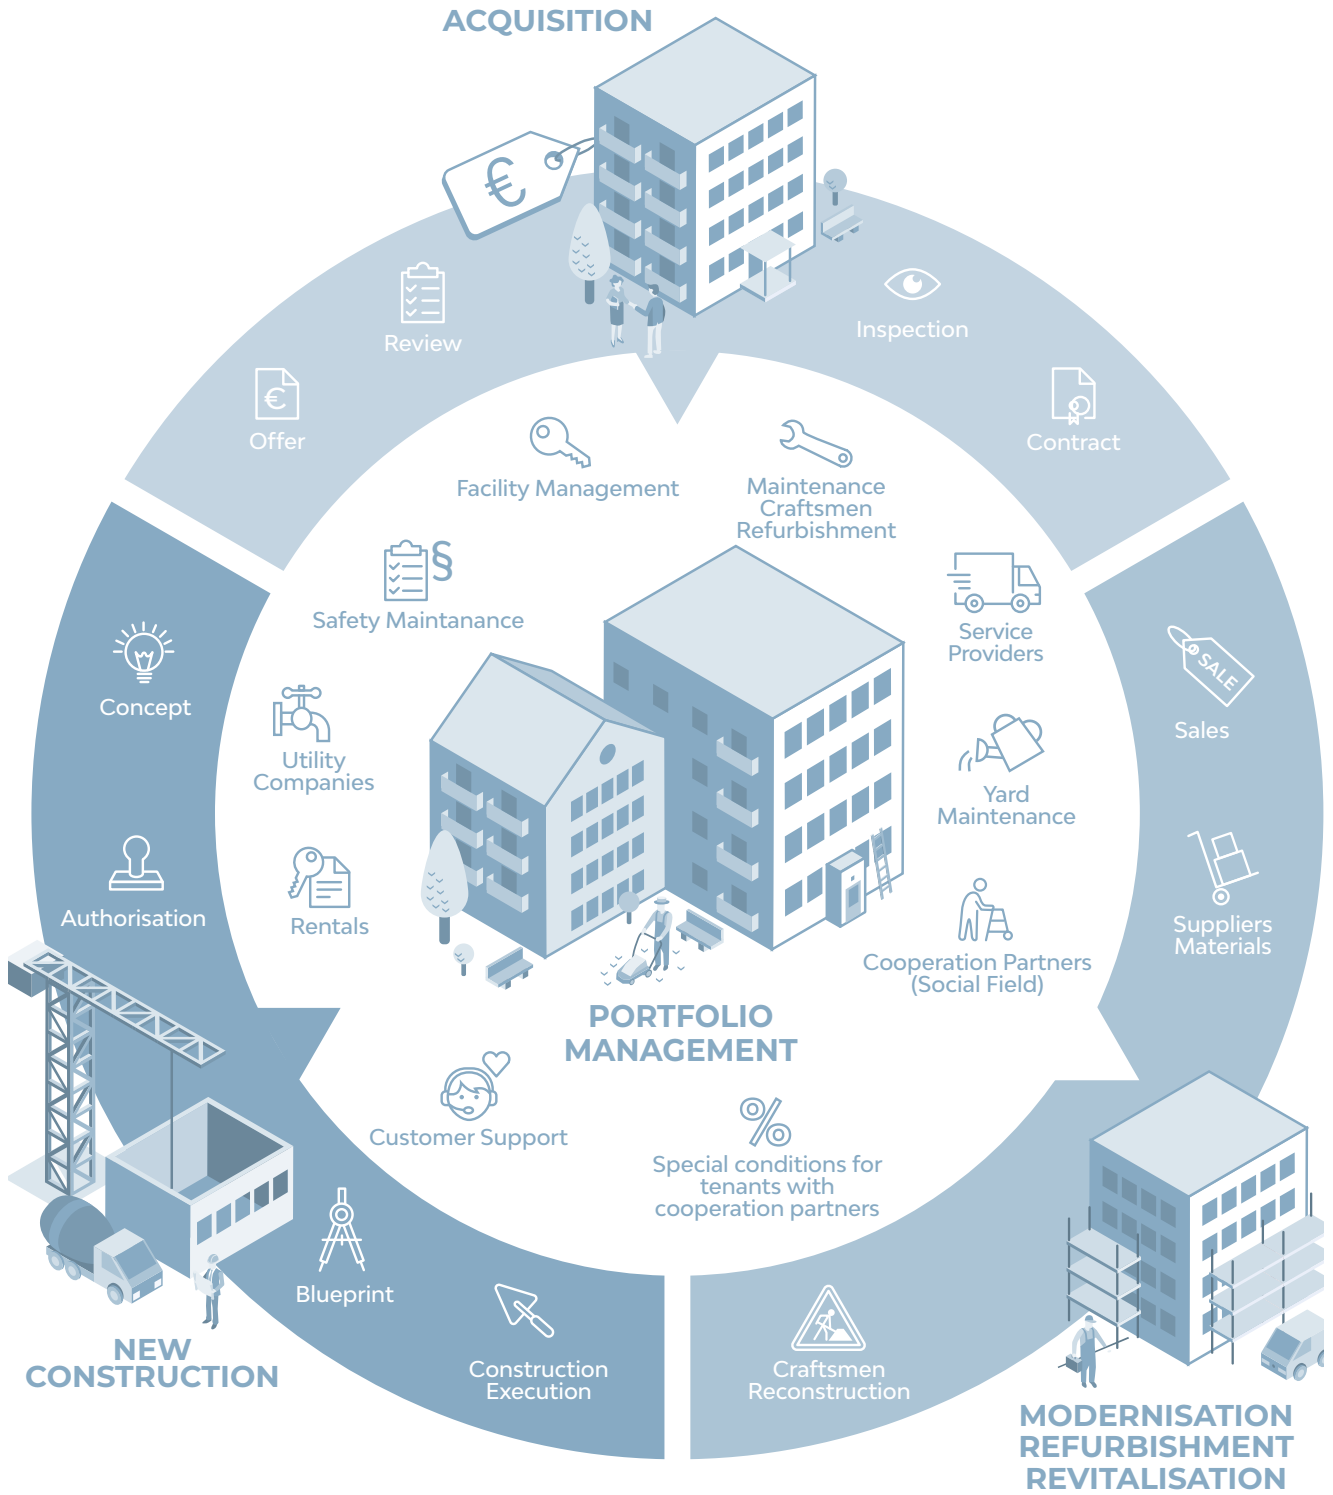 ACQUISITION
€
Review
Inspection
€
Offer
Contract
Facility Management
Maintenance
Craftsmen
Refurbishment
§
Safety Maintanance
Service
Providers
Concept
SALE
Sales
Utility
Companies
Yard
Maintenance
Authorisation
Rentals
Suppliers
Materials
Cooperation Partners
(Social Field)
PORTFOLIO
MANAGEMENT
Customer Support
%
Special conditions for
tenants with
cooperation partners
Blueprint
NEW
CONSTRUCTION
Construction
Execution
Craftsmen
Reconstruction
MODERNISATION
REFURBISHMENT
REVITALISATION